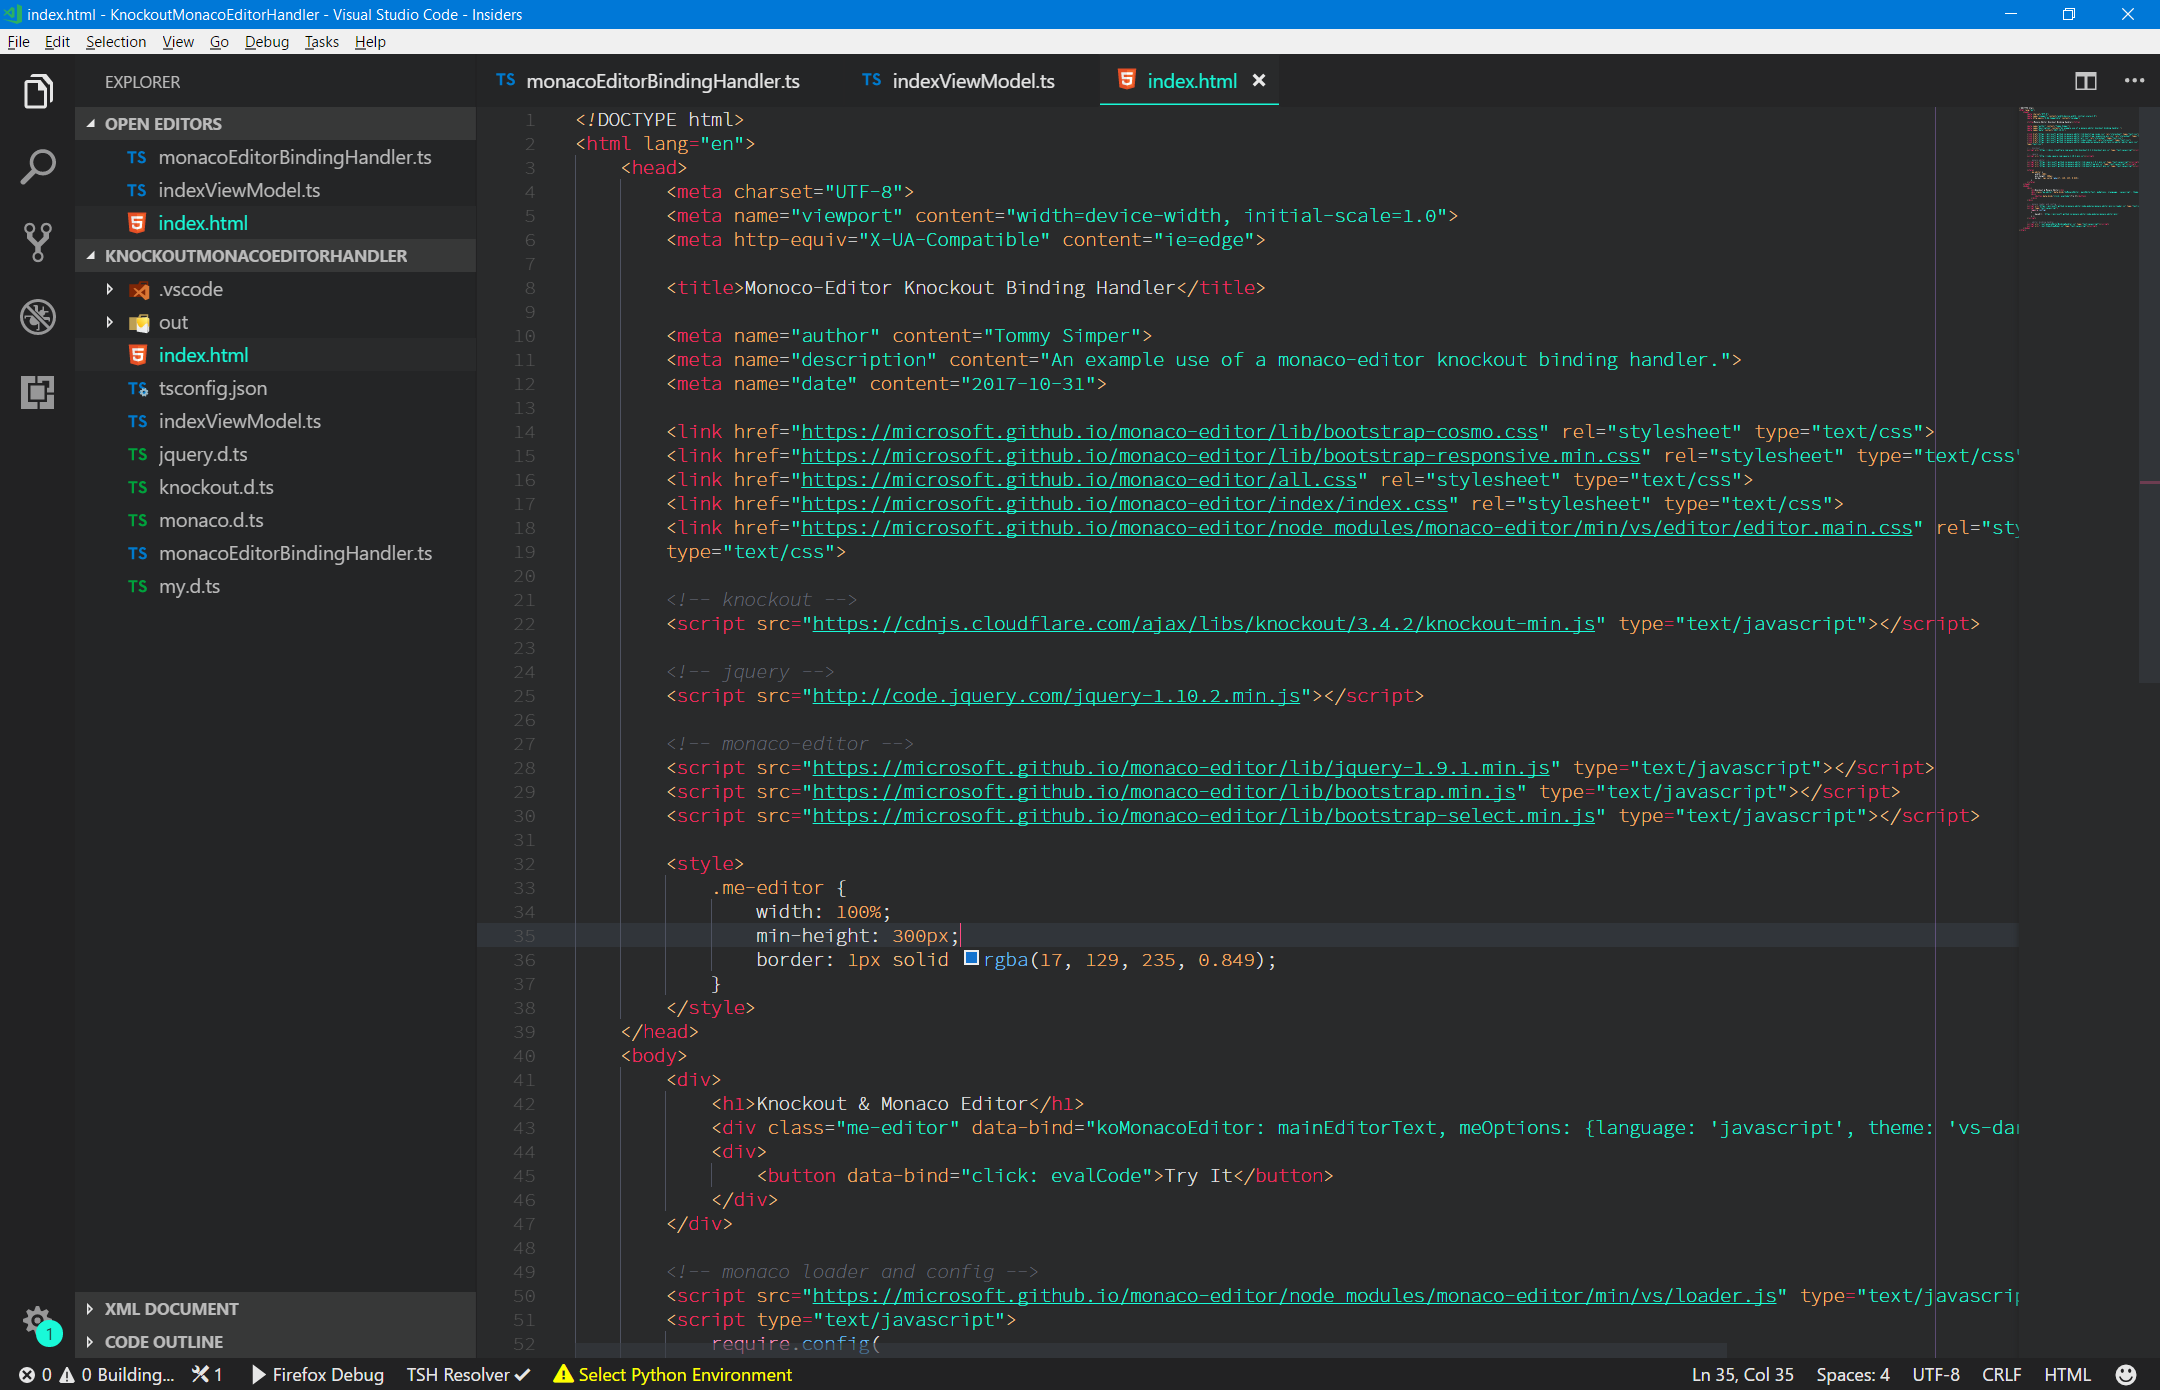 index.html - KnockoutMonacoEditorHandler - Visual Studio Code - Insiders
File Edit Selection View Go Debug Tasks Help
EXPLORER
OPEN EDITORS
TS monacoEditorBindingHandler.ts
TS indexViewModel.ts
5 index.html
KNOCKOUTMONACOEDITORHANDLER
.vscode
out
5 index.html
TS tsconfig.json
TS indexViewModel.ts
TS jquery.d.ts
TS knockout.d.ts
TS monaco.d.ts
TS monacoEditorBindingHandler.ts
TS my.d.ts
XML DOCUMENT
CODE OUTLINE
1
TS monacoEditorBindingHandler.ts TS indexViewModel.ts 5 index.html
1 <!DOCTYPE html>
2 <html lang="en">
3 <head>
4 <meta charset="UTF-8">
5 <meta name="viewport" content="width=device-width, initial-scale=1.0">
6 <meta http-equiv="X-UA-Compatible" content="ie=edge">
7
8 <title>Monoco-Editor Knockout Binding Handler</title>
9
10 <meta name="author" content="Tommy Simper">
11 <meta name="description" content="An example use of a monaco-editor knockout binding handler.">
12 <meta name="date" content="2017-10-31">
13
14 <link href="https://microsoft.github.io/monaco-editor/lib/bootstrap-cosmo.css" rel="stylesheet" type="text/css">
15 <link href="https://microsoft.github.io/monaco-editor/lib/bootstrap-responsive.min.css" rel="stylesheet" type="text/css"
16 <link href="https://microsoft.github.io/monaco-editor/all.css" rel="stylesheet" type="text/css">
17 <link href="https://microsoft.github.io/monaco-editor/index/index.css" rel="stylesheet" type="text/css">
18 <link href="https://microsoft.github.io/monaco-editor/node_modules/monaco-editor/min/vs/editor/editor.main.css" rel="sty
19 type="text/css">
20
21 <!-- knockout -->
22 <script src="https://cdnjs.cloudflare.com/ajax/libs/knockout/3.4.2/knockout-min.js" type="text/javascript"></script>
23
24 <!-- jquery -->
25 <script src="http://code.jquery.com/jquery-1.10.2.min.js"></script>
26
27 <!-- monaco-editor -->
28 <script src="https://microsoft.github.io/monaco-editor/lib/jquery-1.9.1.min.js" type="text/javascript"></script>
29 <script src="https://microsoft.github.io/monaco-editor/lib/bootstrap.min.js" type="text/javascript"></script>
30 <script src="https://microsoft.github.io/monaco-editor/lib/bootstrap-select.min.js" type="text/javascript"></script>
31
32 <style>
33 .me-editor {
34 width: 100%;
35 min-height: 300px;
36 border: 1px solid rgba(17, 129, 235, 0.849);
37 }
38 </style>
39 </head>
40 <body>
41 <div>
42 <h1>Knockout & Monaco Editor</h1>
43 <div class="me-editor" data-bind="koMonacoEditor: mainEditorText, meOptions: {language: 'javascript', theme: 'vs-dar
44 <div>
45 <button data-bind="click: evalCode">Try It</button>
46 </div>
47 </div>
48
49 <!-- monaco loader and config -->
50 <script src="https://microsoft.github.io/monaco-editor/node_modules/monaco-editor/min/vs/loader.js" type="text/javascrip
51 <script type="text/javascript">
52 require.config(
0 0 Building... 1 Firefox Debug TSH Resolver Select Python Environment Ln 35, Col 35 Spaces: 4 UTF-8 CRLF HTML